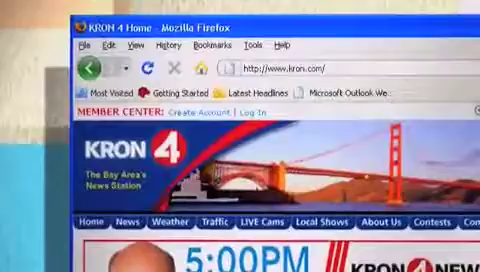 KRON 4 Home - Mozilla Firefox
File Edit View History Bookmarks Tools Help
http://www.kron.com/
Most Visited Getting Started Latest Headlines Microsoft Outlook We...
MEMBER CENTER: Create Account | Log In
KRON 4
The Bay Area's
News Station
Home News Weather Traffic LIVE Cams Local Shows About Us Contests Com
5:00PM KRON 4 NEWS